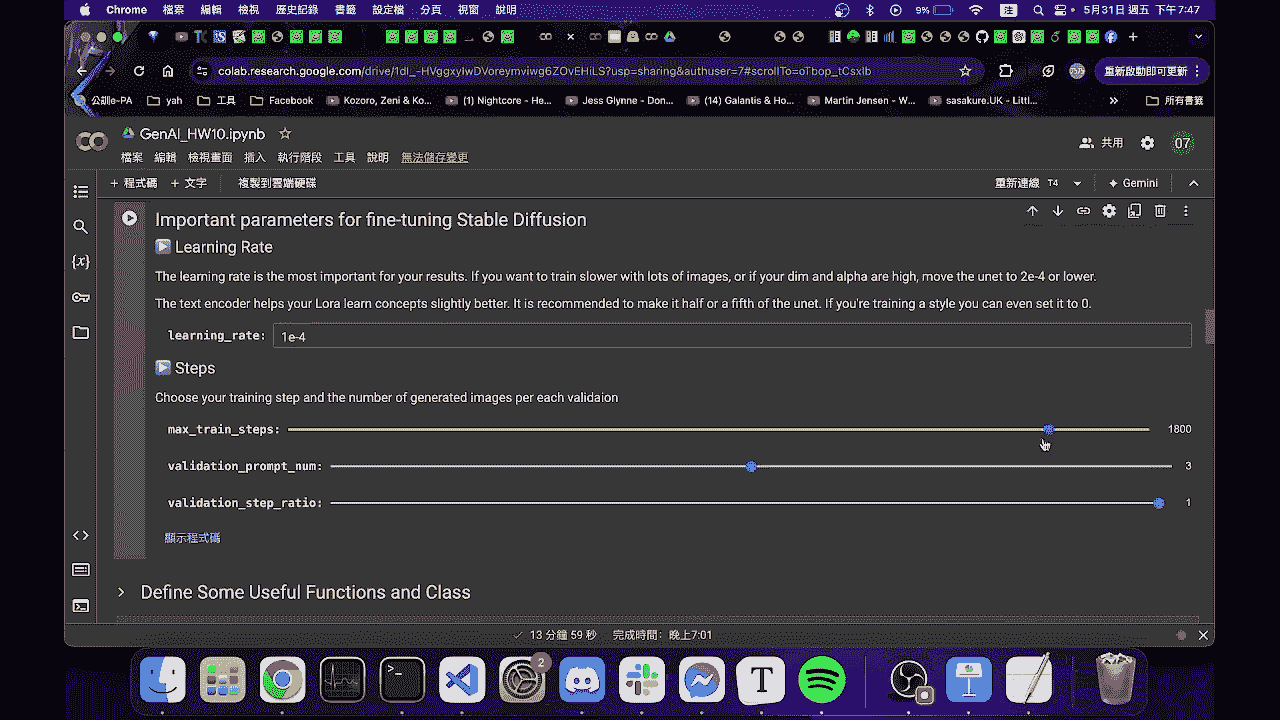 Chrome 檔案 編輯 檢視 歷史記錄 書籤 設定檔 分頁 視窗 說明 9% 注 5月31日 週五 下午7:47
colab.research.google.com/drive/1dl_-HVggxylwDVoreymviwg6ZOvEHiLS?usp=sharing&authuser=7#scrollTo=oTbop_tCsxlb 重新啟動即可更新
公訓e-PA yah 工具 Facebook Kozoro, Zeni & Ko... (1) Nightcore - He... Jess Glynne - Don... (14) Galantis & Ho... Martin Jensen - W... sasakure.UK - Littl... » 所有書籤
GenAI_HW10.ipynb
檔案 編輯 檢視畫面 插入 執行階段 工具 說明 無法儲存變更 共用 07
+ 程式碼 + 文字 複製到雲端硬碟 重新連線 T4 Gemini
Important parameters for fine-tuning Stable Diffusion
Learning Rate
The learning rate is the most important for your results. If you want to train slower with lots of images, or if your dim and alpha are high, move the unet to 2e-4 or lower.
The text encoder helps your Lora learn concepts slightly better. It is recommended to make it half or a fifth of the unet. If you're training a style you can even set it to 0.
learning_rate: 1e-4
Steps
Choose your training step and the number of generated images per each validaion
max_train_steps: 1800
validation_prompt_num: 3
validation_step_ratio: 1
顯示程式碼
Define Some Useful Functions and Class
13 分鐘 59 秒 完成時間：晚上7:01
2
T